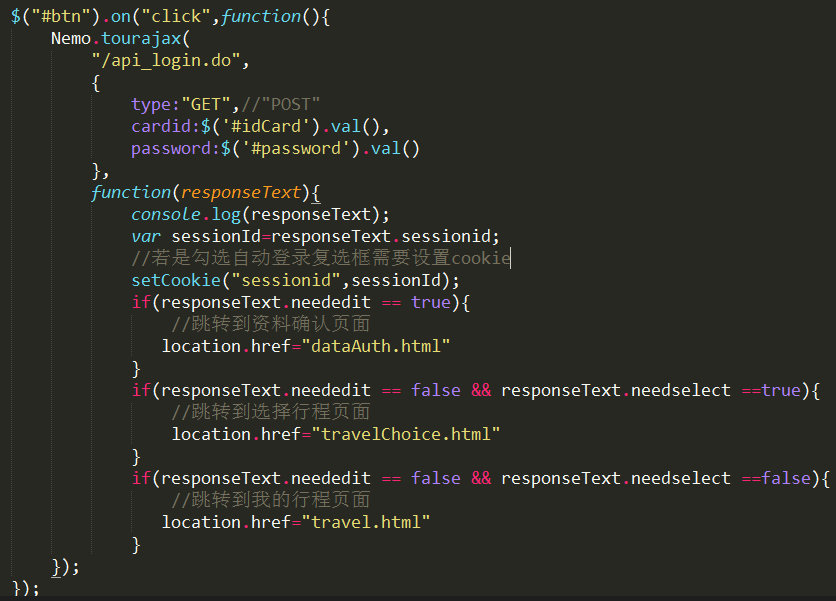 $("#btn").on("click",function(){
Nemo.tourajax(
"/api_login.do",
{
type:"GET",//"POST"
cardid:$('#idCard').val(),
password:$('#password').val()
},
function(responseText){
console.log(responseText);
var sessionId=responseText.sessionid;
//若是勾选自动登录复选框需要设置cookie
setCookie("sessionid",sessionId);
if(responseText.neededit == true){
//跳转到资料确认页面
location.href="dataAuth.html"
}
if(responseText.neededit == false && responseText.needselect ==true){
//跳转到选择行程页面
location.href="travelChoice.html"
}
if(responseText.neededit == false && responseText.needselect ==false){
//跳转到我的行程页面
location.href="travel.html"
}
});
});